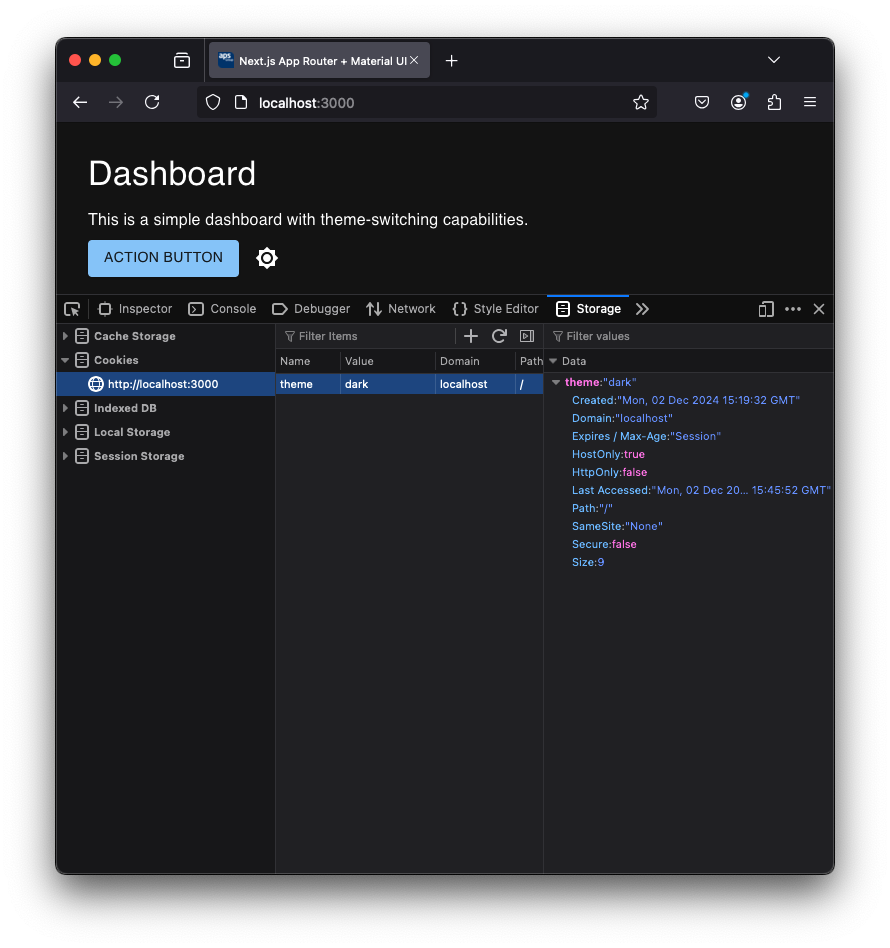 aps
Next.js App Router + Material UI
localhost:3000
Dashboard
This is a simple dashboard with theme-switching capabilities.
ACTION BUTTON
Inspector Console Debugger Network Style Editor Storage
Cache Storage
Cookies
http://localhost:3000
Indexed DB
Local Storage
Session Storage
Filter Items
Name Value Domain Path
theme dark localhost /
Filter values
Data
theme:"dark"
Created:"Mon, 02 Dec 2024 15:19:32 GMT"
Domain:"localhost"
Expires / Max-Age:"Session"
HostOnly:true
HttpOnly:false
Last Accessed:"Mon, 02 Dec 20... 15:45:52 GMT"
Path:"/"
SameSite:"None"
Secure:false
Size:9